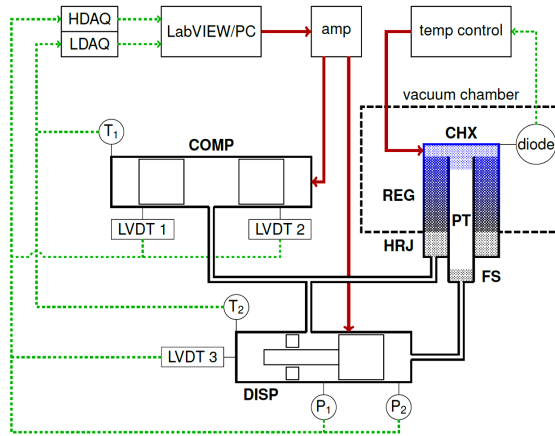 HDAQ
LDAQ
LabVIEW/PC
amp
temp control
vacuum chamber
T1
COMP
CHX
diode
REG
PT
LVDT 1
LVDT 2
HRJ
FS
T2
LVDT 3
DISP
P1
P2